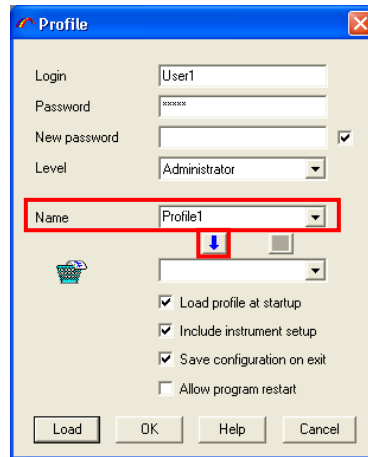 Profile
Login User1
Password *****
New password
Level Administrator
Name Profile1
Load profile at startup
Include instrument setup
Save configuration on exit
Allow program restart
Load OK Help Cancel